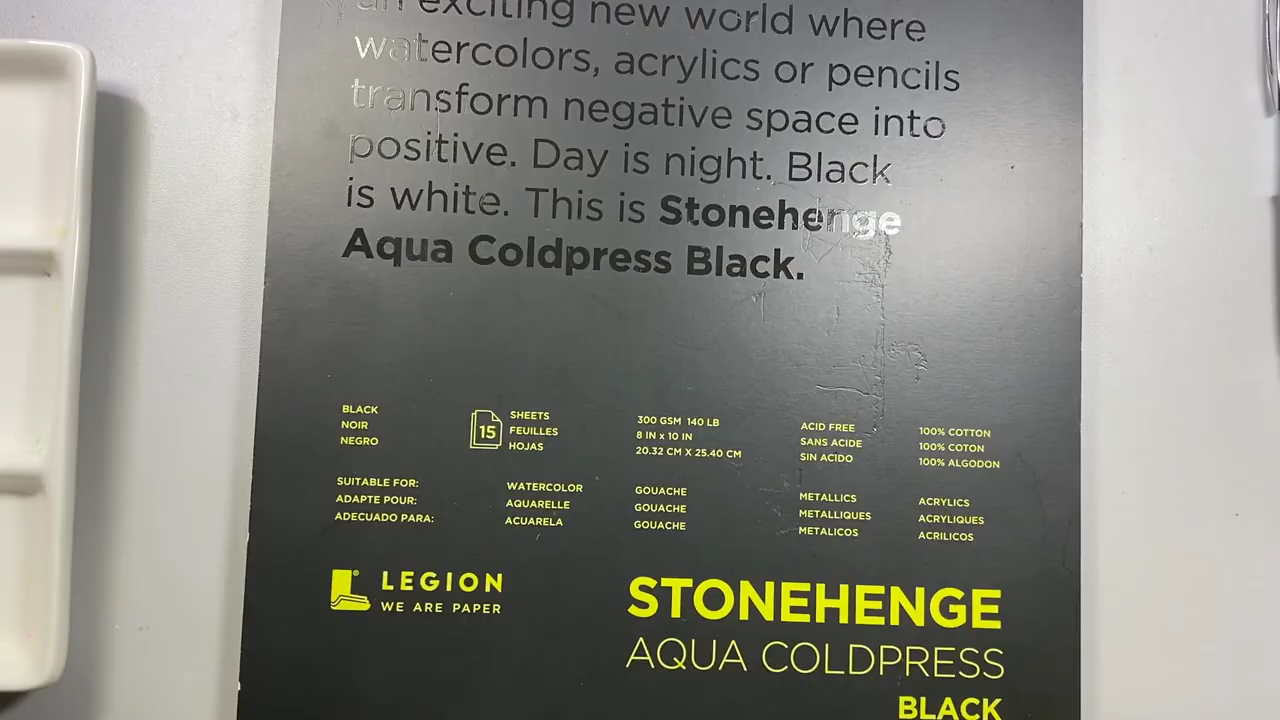 an exciting new world where
watercolors, acrylics or pencils
transform negative space into
positive. Day is night. Black
is white. This is Stonehenge
Aqua Coldpress Black.
BLACK
NOIR
NEGRO
15
SHEETS
FEUILLES
HOJAS
300 GSM 140 LB
8 IN x 10 IN
20.32 CM X 25.40 CM
ACID FREE
SANS ACIDE
SIN ACIDO
100% COTTON
100% COTON
100% ALGODON
SUITABLE FOR:
ADAPTE POUR:
ADECUADO PARA:
WATERCOLOR
AQUARELLE
ACUARELA
GOUACHE
GOUACHE
GOUACHE
METALLICS
METALLIQUES
METALICOS
ACRYLICS
ACRYLIQUES
ACRILICOS
LEGION
WE ARE PAPER
STONEHENGE
AQUA COLDPRESS
BLACK